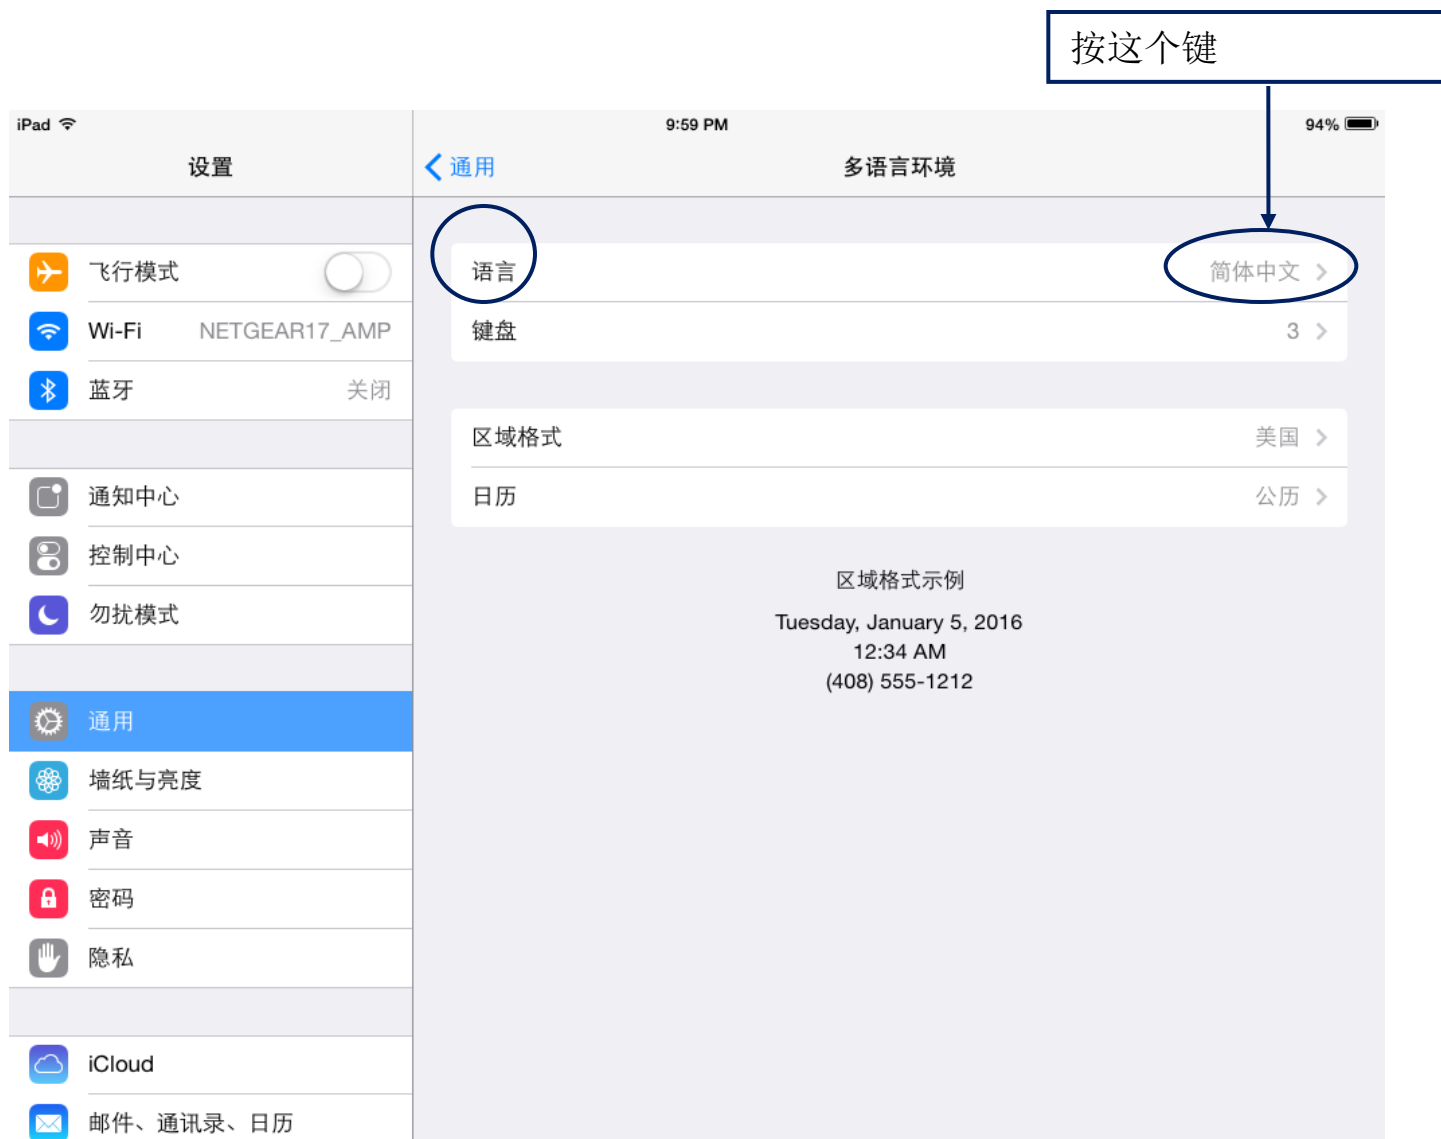 按这个键
iPad
9:59 PM
94%
设置
通用
多语言环境
飞行模式
Wi-Fi NETGEAR17_AMP
蓝牙 关闭
通知中心
控制中心
勿扰模式
通用
墙纸与亮度
声音
密码
隐私
iCloud
邮件、通讯录、日历
语言 简体中文
键盘 3
区域格式 美国
日历 公历
区域格式示例
Tuesday, January 5, 2016
12:34 AM
(408) 555-1212